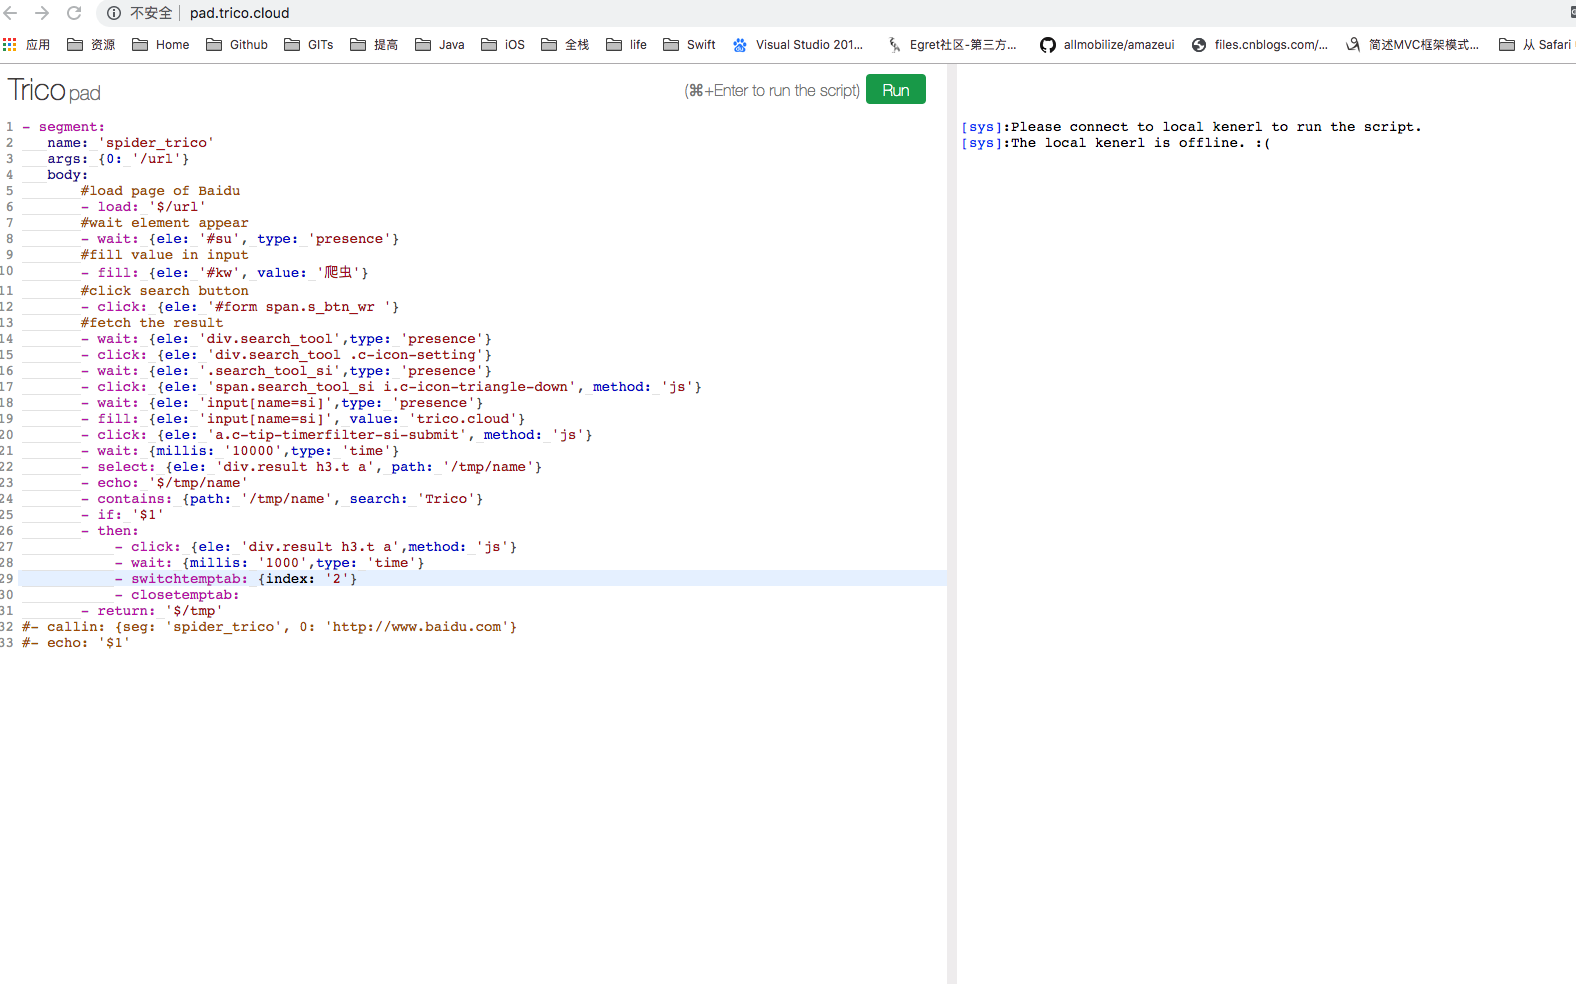 不安全 pad.trico.cloud
应用 资源 Home Github GITs 提高 Java iOS 全栈 life Swift Visual Studio 201... Egret社区-第三方... allmobilize/amazeui files.cnblogs.com/... 简述MVC框架模式... 从 Safari
Trico pad (⌘+Enter to run the script) Run
1 - segment:
2 name: 'spider_trico'
3 args: {0: '/url'}
4 body:
5 #load page of Baidu
6 - load: '$/url'
7 #wait element appear
8 - wait: {ele: '#su', type: 'presence'}
9 #fill value in input
10 - fill: {ele: '#kw', value: '爬虫'}
11 #click search button
12 - click: {ele: '#form span.s_btn_wr '}
13 #fetch the result
14 - wait: {ele: 'div.search_tool',type: 'presence'}
15 - click: {ele: 'div.search_tool .c-icon-setting'}
16 - wait: {ele: '.search_tool_si',type: 'presence'}
17 - click: {ele: 'span.search_tool_si i.c-icon-triangle-down', method: 'js'}
18 - wait: {ele: 'input[name=si]',type: 'presence'}
19 - fill: {ele: 'input[name=si]', value: 'trico.cloud'}
20 - click: {ele: 'a.c-tip-timerfilter-si-submit', method: 'js'}
21 - wait: {millis: '10000',type: 'time'}
22 - select: {ele: 'div.result h3.t a', path: '/tmp/name'}
23 - echo: '$/tmp/name'
24 - contains: {path: '/tmp/name', search: 'Trico'}
25 - if: '$1'
26 - then:
27 - click: {ele: 'div.result h3.t a',method: 'js'}
28 - wait: {millis: '1000',type: 'time'}
29 - switchtemptab: {index: '2'}
30 - closetemptab:
31 - return: '$/tmp'
32 #- callin: {seg: 'spider_trico', 0: 'http://www.baidu.com'}
33 #- echo: '$1'
[sys]:Please connect to local kenerl to run the script.
[sys]:The local kenerl is offline. :(